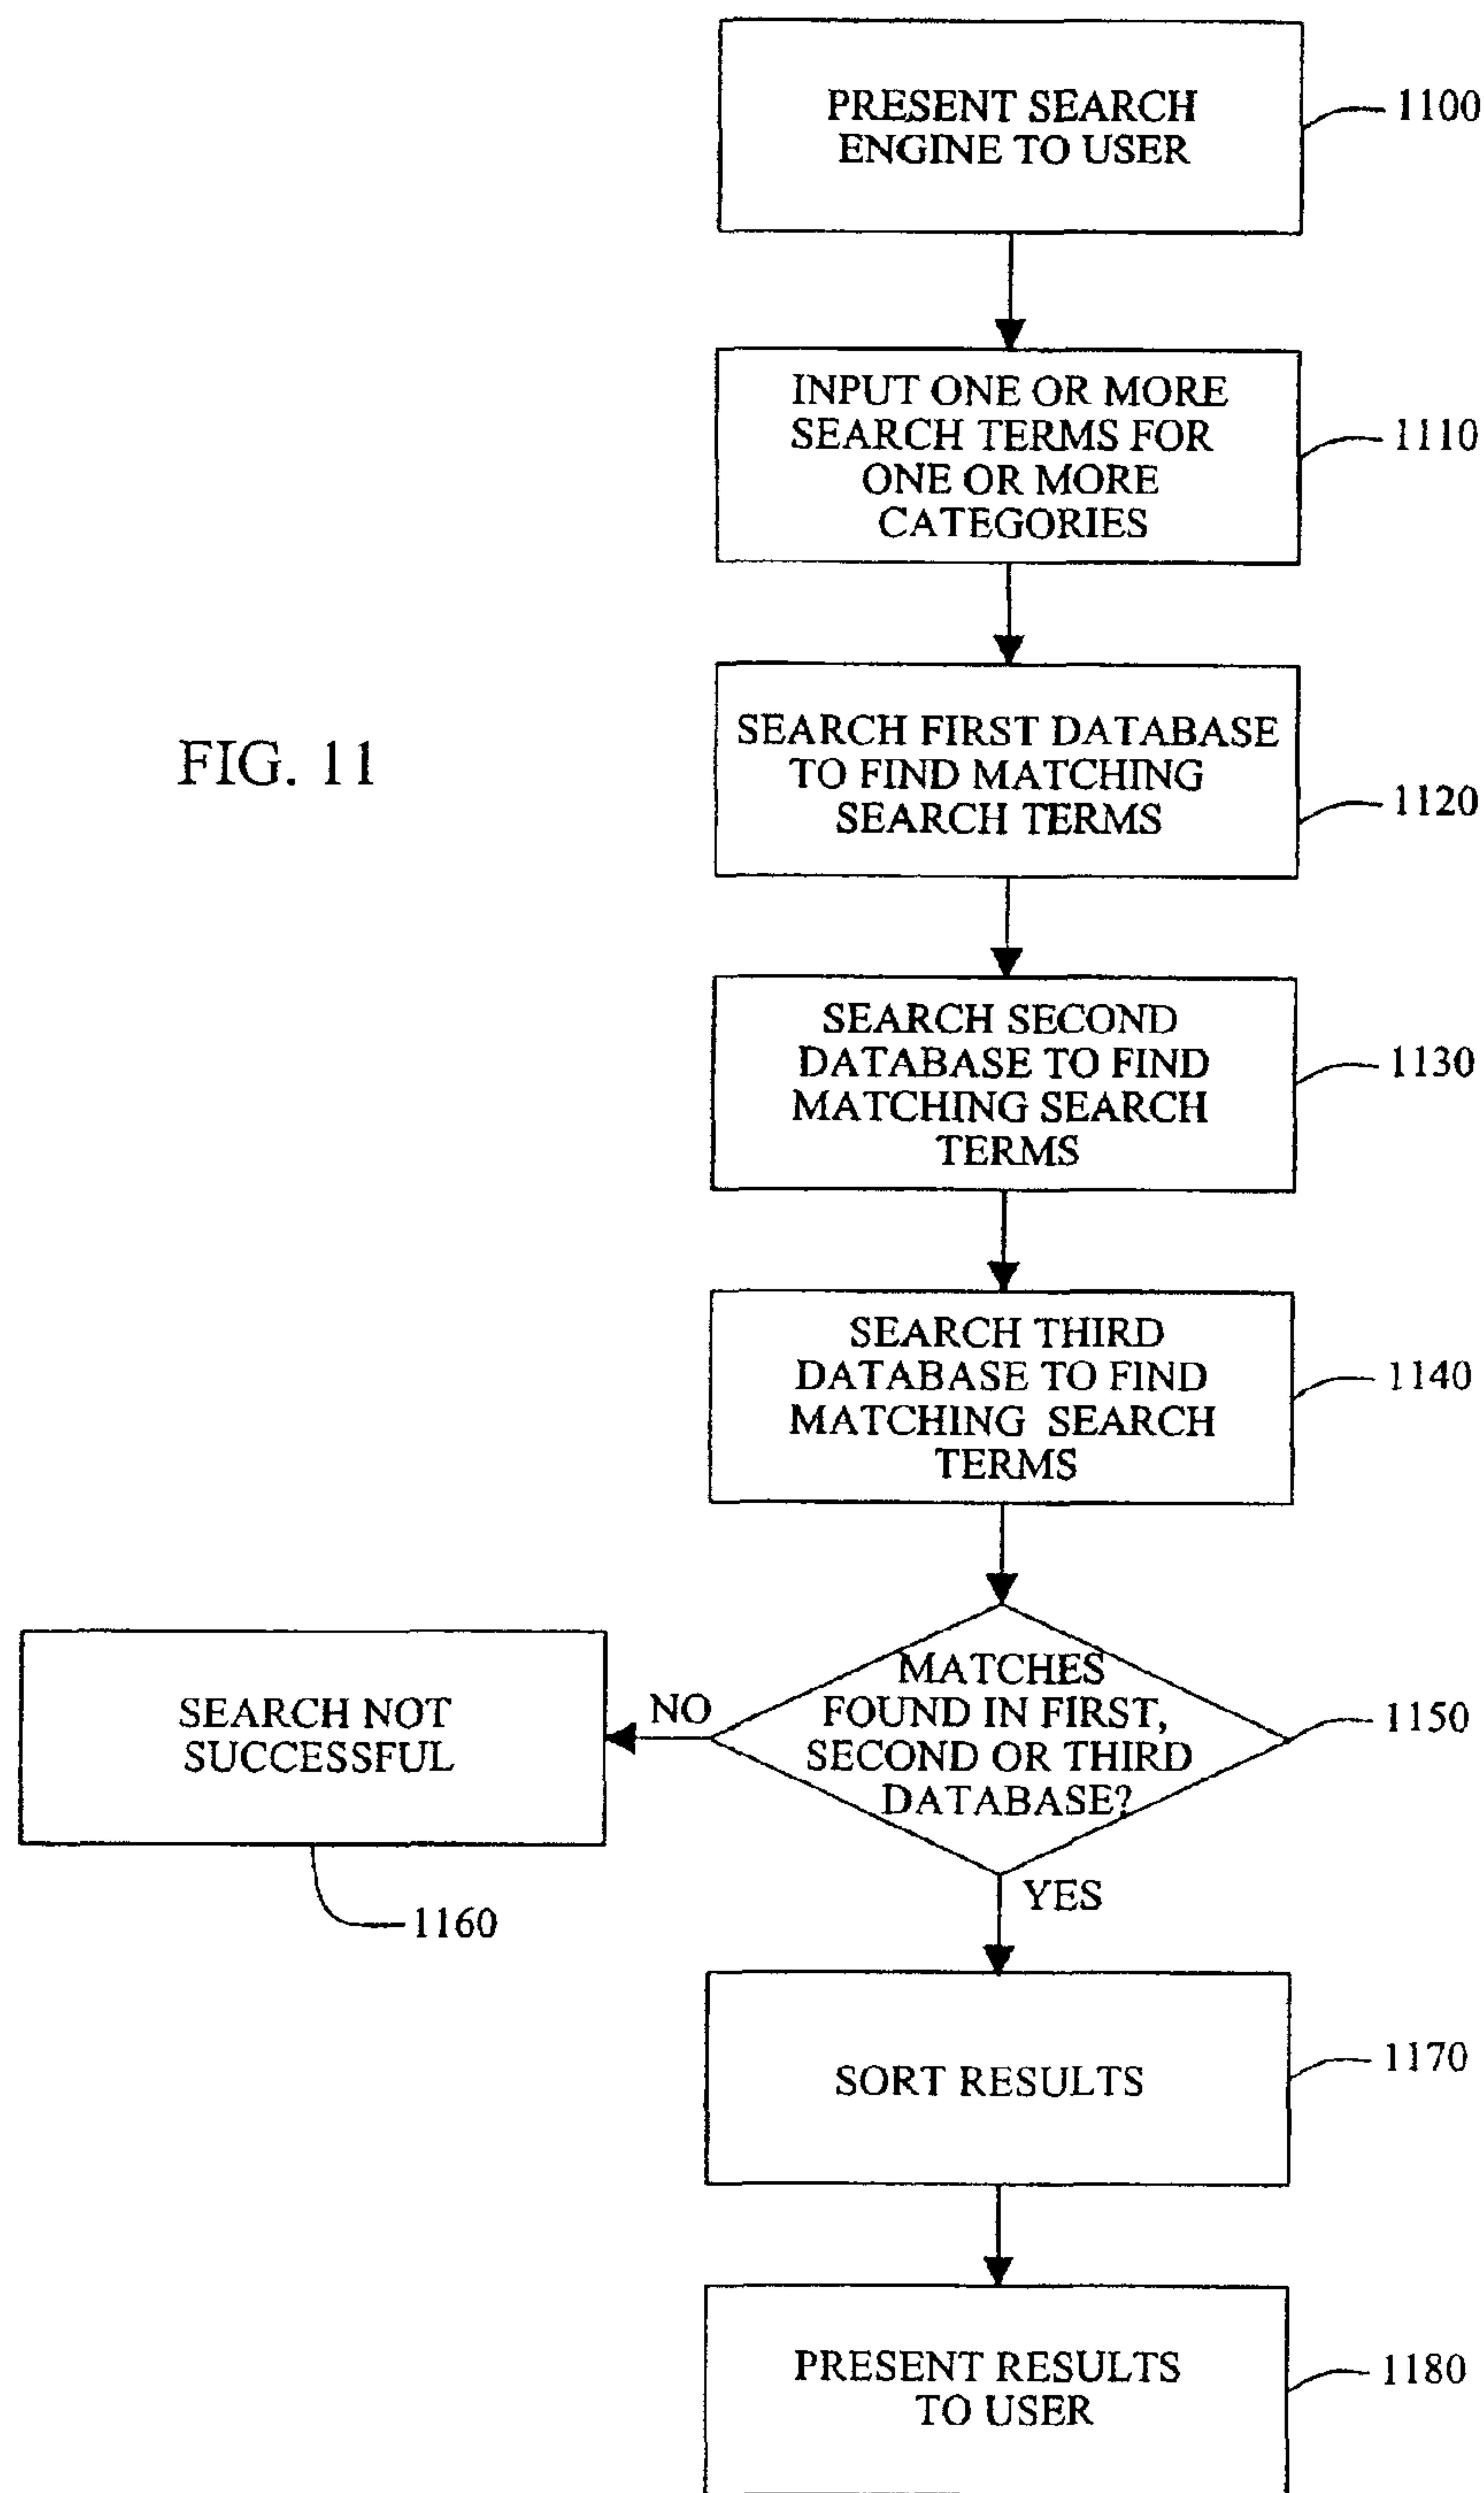 PRESENT SEARCH
ENGINE TO USER
1100
INPUT ONE OR MORE
SEARCH TERMS FOR
ONE OR MORE
CATEGORIES
1110
FIG. 11
SEARCH FIRST DATABASE
TO FIND MATCHING
SEARCH TERMS
1120
SEARCH SECOND
DATABASE TO FIND
MATCHING SEARCH
TERMS
1130
SEARCH THIRD
DATABASE TO FIND
MATCHING SEARCH
TERMS
1140
MATCHES
FOUND IN FIRST,
SECOND OR THIRD
DATABASE?
1150
NO
SEARCH NOT
SUCCESSFUL
1160
YES
SORT RESULTS
1170
PRESENT RESULTS
TO USER
1180